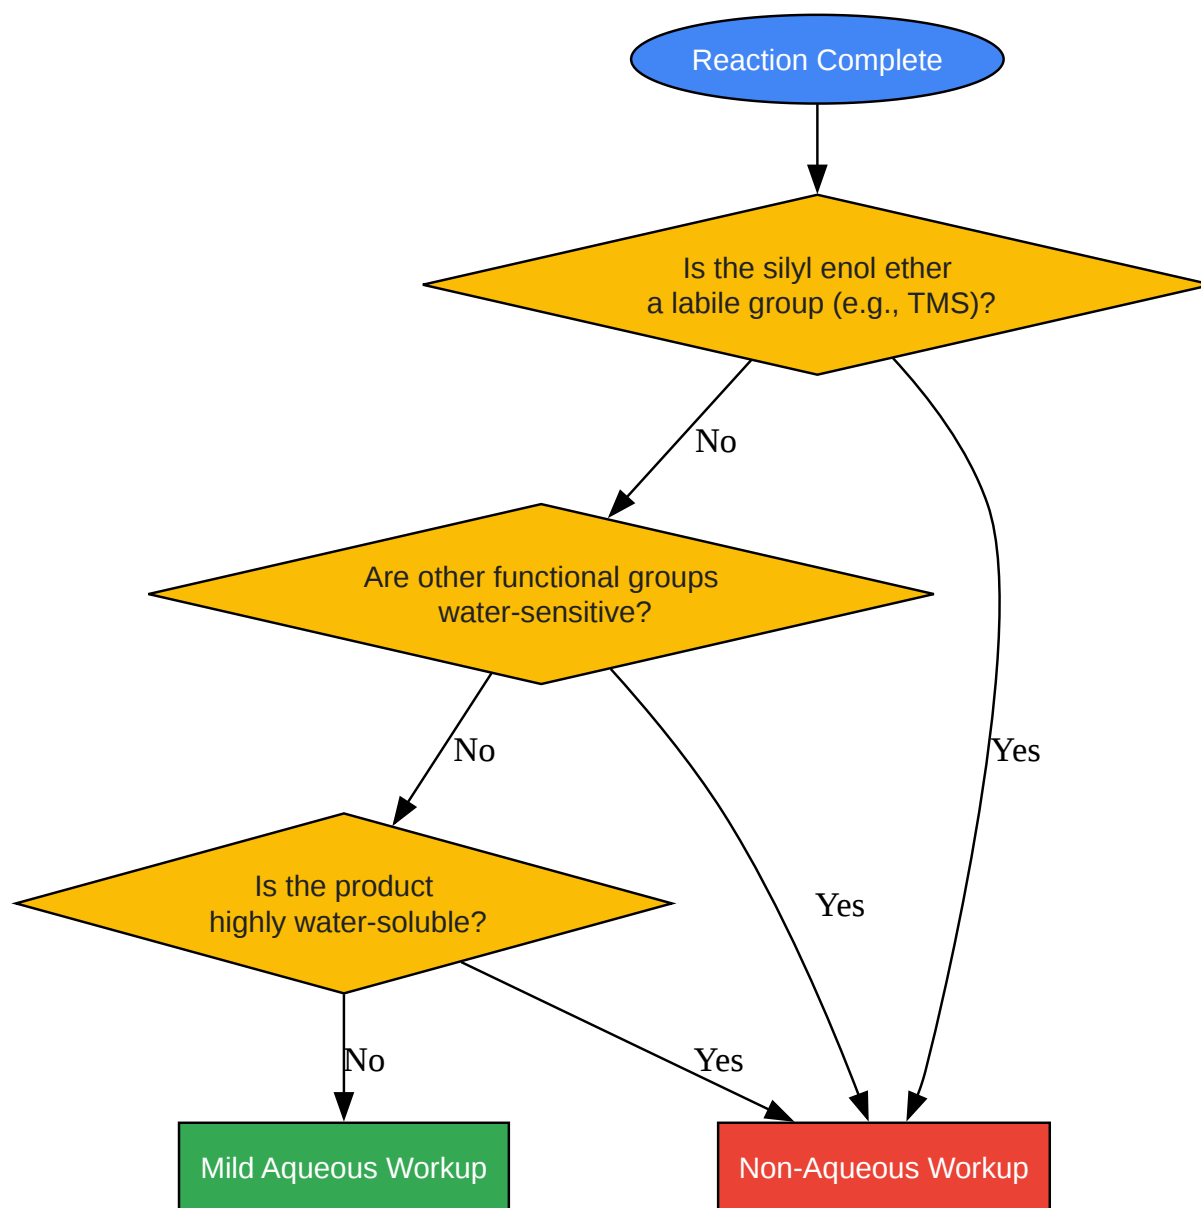 Reaction Complete
Is the silyl enol ether
a labile group (e.g., TMS)?
No
Are other functional groups
water-sensitive?
No
Yes
Is the product
highly water-soluble?
Yes
No
Yes
Mild Aqueous Workup
Non-Aqueous Workup